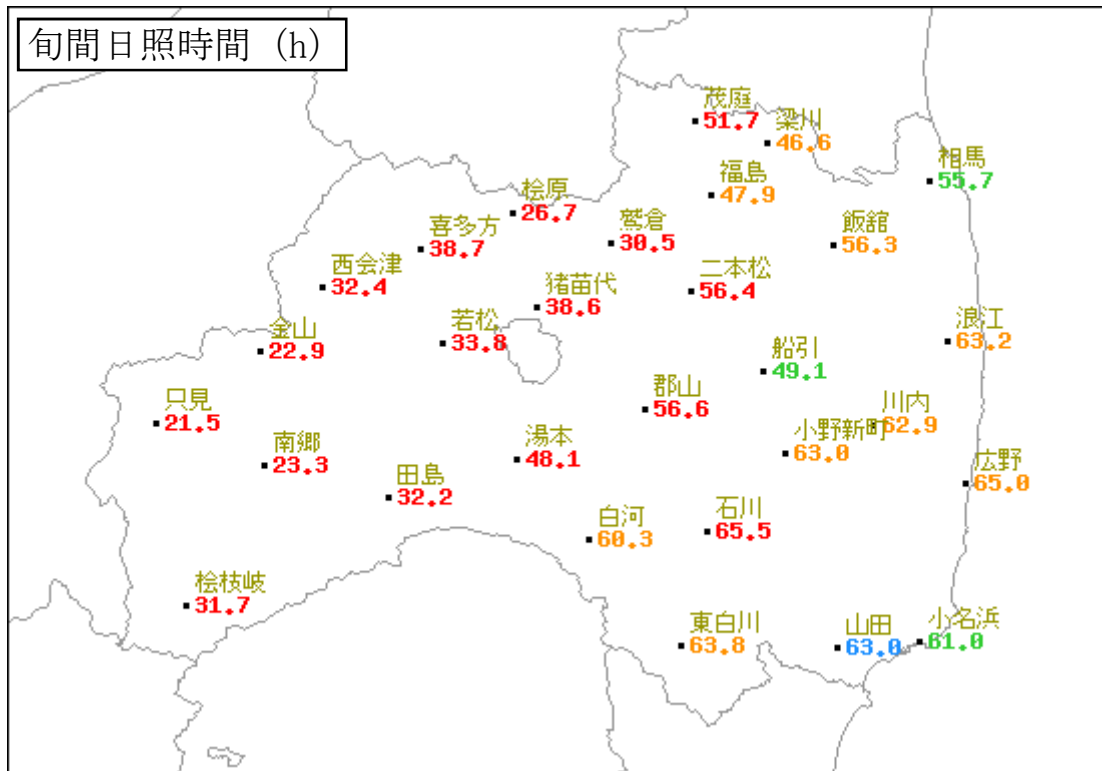 旬間日照時間 (h)
茂庭
51.7
梁川
46.6
相馬
55.7
福島
47.9
桧原
26.7
鷲倉
30.5
喜多方
38.7
飯舘
56.3
西会津
32.4
二本松
56.4
猪苗代
38.6
若松
33.8
金山
22.9
浪江
63.2
船引
49.1
郡山
56.6
只見
21.5
川内
62.9
小野新町
63.0
湯本
48.1
南郷
23.3
田島
32.2
広野
65.0
石川
65.5
白河
60.3
桧枝岐
31.7
東白川
63.8
山田
63.0
小名浜
61.0